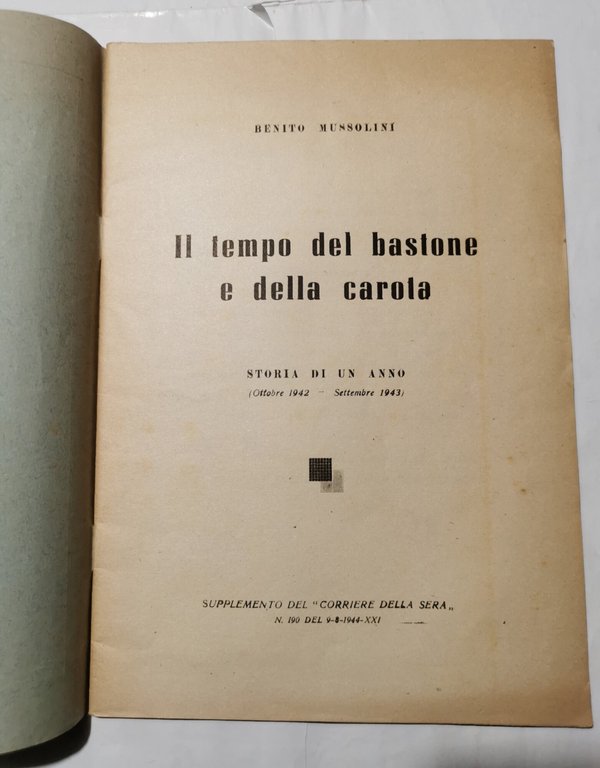 BENITO MUSSOLINI
Il tempo del bastone
e della carota
STORIA DI UN ANNO
(Ottobre 1942 - Settembre 1943)
SUPPLEMENTO DEL "CORRIERE DELLA SERA„
N. 190 DEL 9-8-1944-XXI